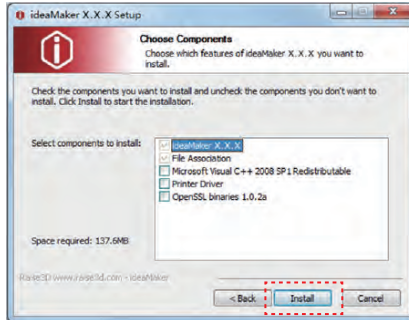 ideaMaker X.X.X Setup
Choose Components
Choose which features of ideaMaker X.X.X you want to
install.
Check the components you want to install and uncheck the components you don't want to
install. Click Install to start the installation.
Select components to install:
ideaMaker X.X.X
File Association
Microsoft Visual C++ 2008 SP1 Redistributable
Printer Driver
OpenSSL binaries 1.0.2a
Space required: 137.6MB
Raise3D (www.raise3d.com) - ideaMaker
< Back
Install
Cancel